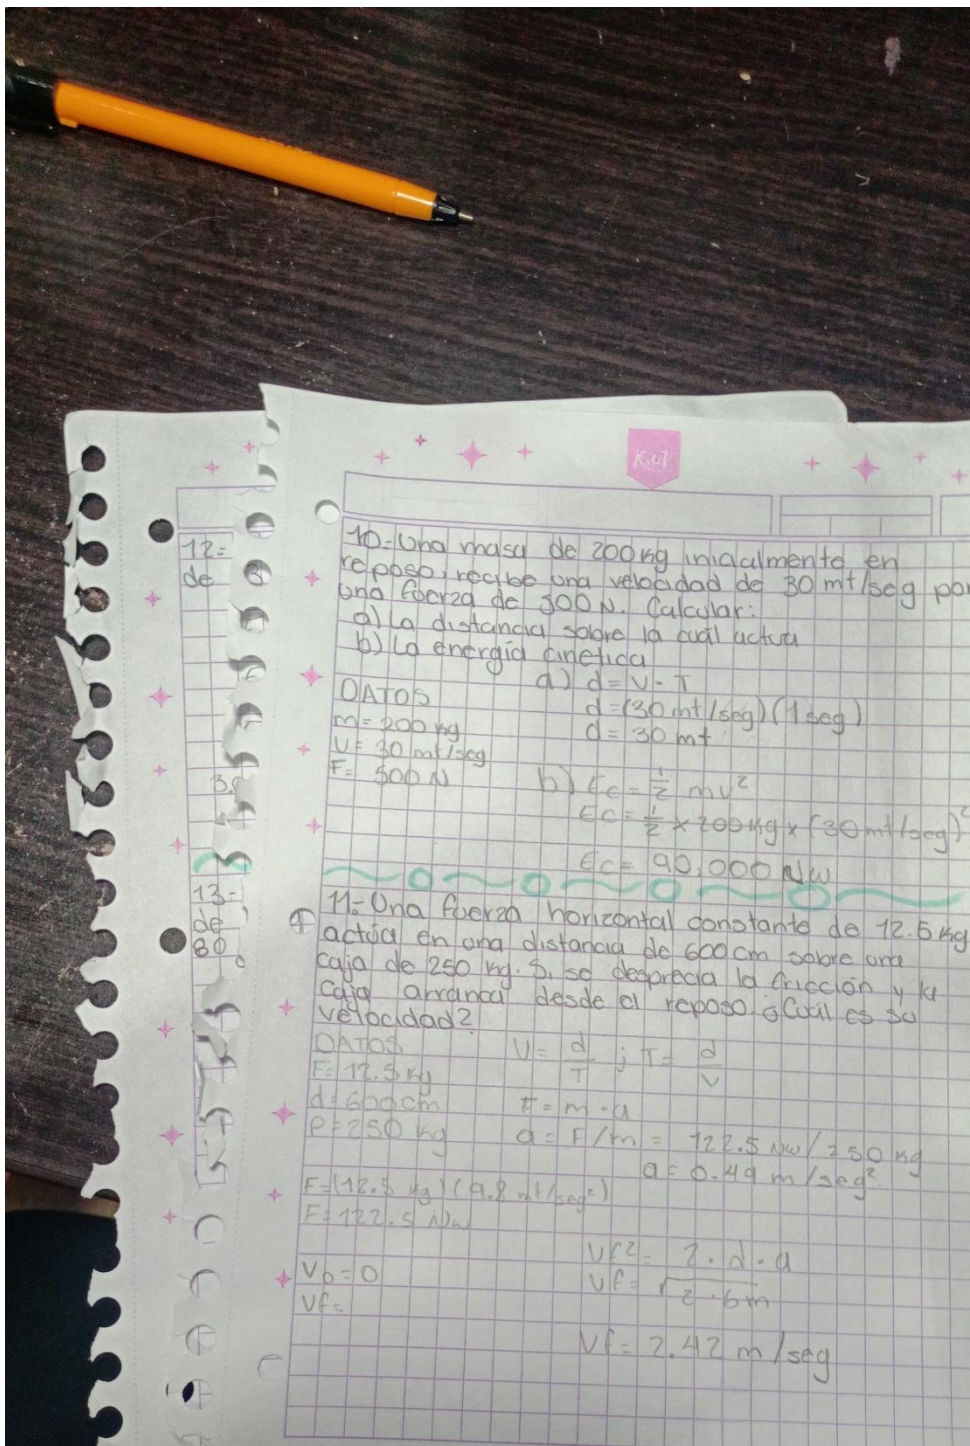 Kiut
12=
de
3.
13=
de
80
10= Una masa de 200 kg inicialmente en
reposo, recibe una velocidad de 30 mt/seg por
una fuerza de 500 N. Calcular:
a) La distancia sobre la cual actua
b) La energia cinetica
a) d = V · T
DATOS
d = (30 mt/seg) (1 seg)
m = 200 kg
d = 30 mt
V = 30 mt/seg
F = 500 N
b) Ec = 1/2 mv²
Ec = 1/2 x 200 kg x (30 mt/seg)²
Ec = 90,000 Nw
11.- Una fuerza horizontal constante de 12.5 kg
actúa en una distancia de 600 cm sobre una
caja de 250 kg. Si se desprecia la fricción y la
caja arranca desde el reposo ¿Cuál es su
velocidad?
DATOS
V = d/T ; T = d/V
F = 12.5 kg
d = 600 cm
F = m · a
P = 250 kg
a = F/m = 122.5 Nw / 250 kg
a = 0.49 m/seg²
F = (12.5 kg) (9.8 mt/seg²)
F = 122.5 Nw
Vf² = 2 · d · a
Vo = 0
Vf = √2 · 6m
Vf =
Vf = 2.42 m/seg